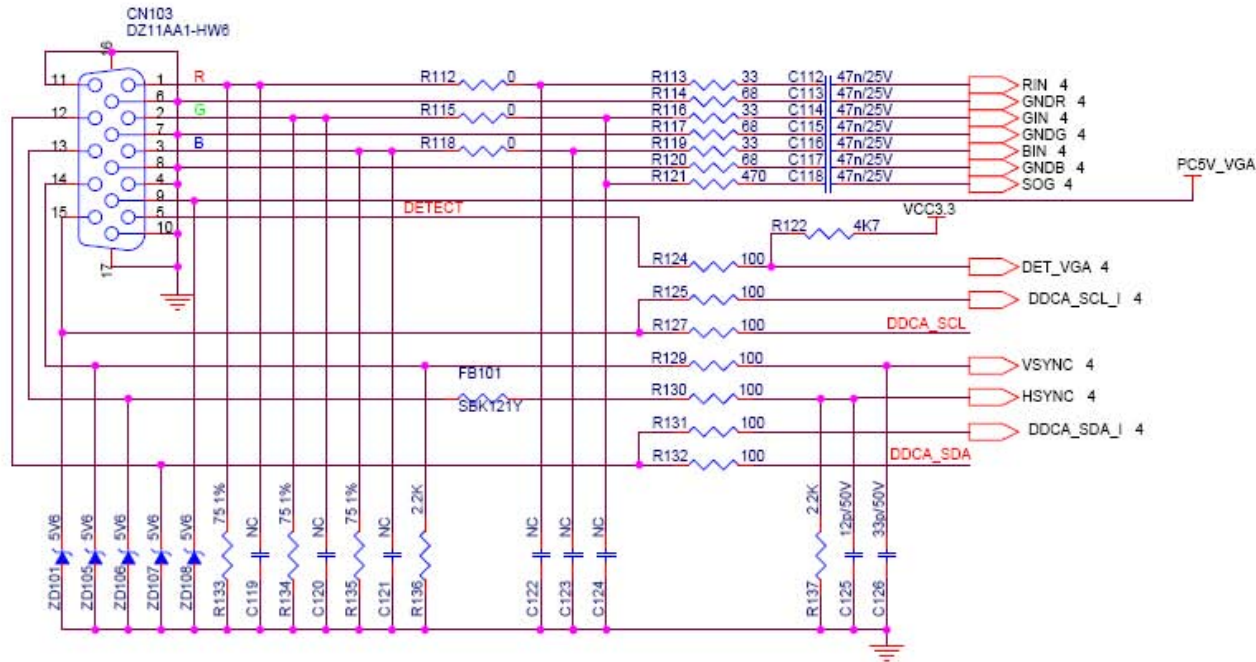 CN103
DZ11AA1-HW6
16
11 1 R R112 0 R113 33 C112 47n/25V RIN 4
6 R114 68 C113 47n/25V GNDR 4
12 2 G R115 0 R116 33 C114 47n/25V GIN 4
7 R117 68 C115 47n/25V GNDG 4
13 3 B R118 0 R119 33 C116 47n/25V BIN 4
8 R120 68 C117 47n/25V GNDB 4
14 4 R121 470 C118 47n/25V SOG 4
PC5V_VGA
9
15 5 DETECT VCC3.3
10 R122 4K7
17
R124 100 DET_VGA 4
R125 100 DDCA_SCL_I 4
R127 100 DDCA_SCL
R129 100 VSYNC 4
FB101 R130 100 HSYNC 4
SBK121Y
R131 100 DDCA_SDA_I 4
R132 100 DDCA_SDA
ZD101 5V6
ZD105 5V6
ZD106 5V6
ZD107 5V6
ZD108 5V6
R133 75 1%
C119 NC
R134 75 1%
C120 NC
R135 75 1%
C121 NC
R136 2.2K
C122 NC
C123 NC
C124 NC
R137 2.2K
C125 12p/50V
C126 33p/50V